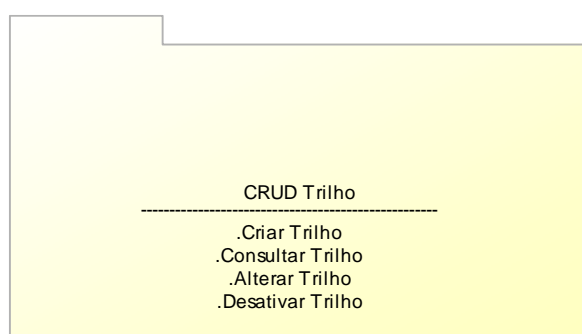 CRUD Trilho
----------------------------------------------------
.Criar Trilho
.Consultar Trilho
.Alterar Trilho
.Desativar Trilho